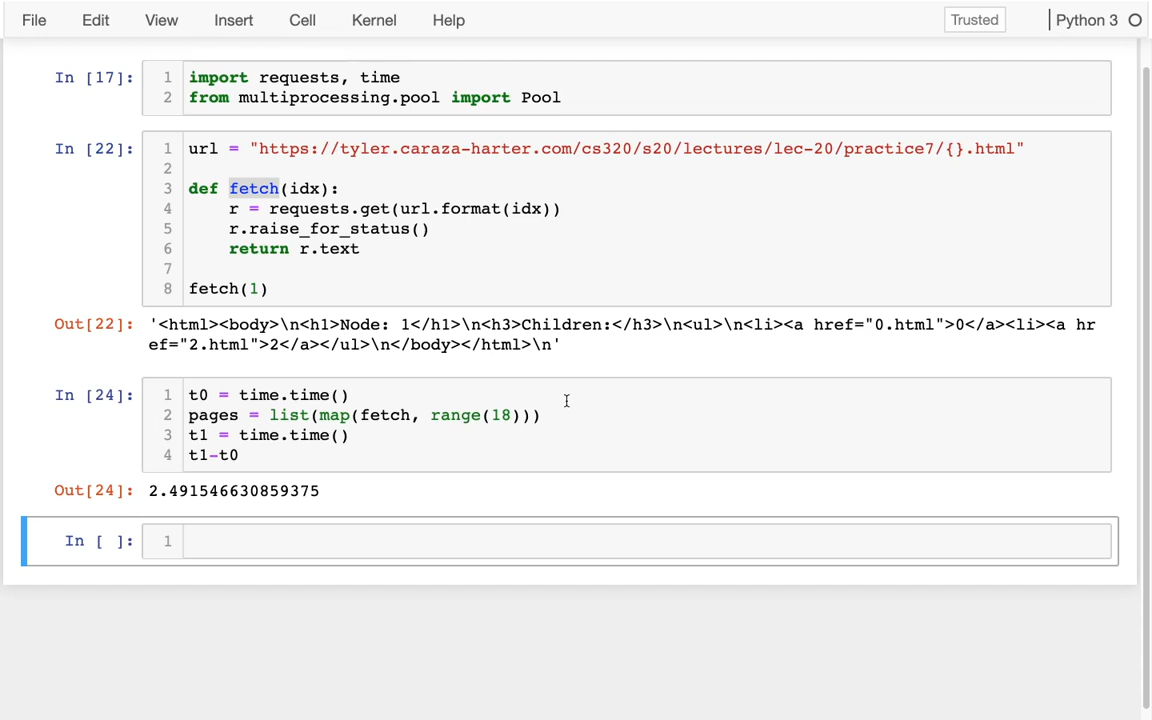 File Edit View Insert Cell Kernel Help Trusted Python 3
In [17]:
1 import requests, time
2 from multiprocessing.pool import Pool
In [22]:
1 url = "https://tyler.caraza-harter.com/cs320/s20/lectures/lec-20/practice7/{}.html"
2
3 def fetch(idx):
4     r = requests.get(url.format(idx))
5     r.raise_for_status()
6     return r.text
7
8 fetch(1)
Out[22]: '<html><body>\n<h1>Node: 1</h1>\n<h3>Children:</h3>\n<ul>\n<li><a href="0.html">0</a><li><a hr
ef="2.html">2</a></ul>\n</body></html>\n'
In [24]:
1 t0 = time.time()
2 pages = list(map(fetch, range(18)))
3 t1 = time.time()
4 t1-t0
Out[24]: 2.491546630859375
In [ ]: 1